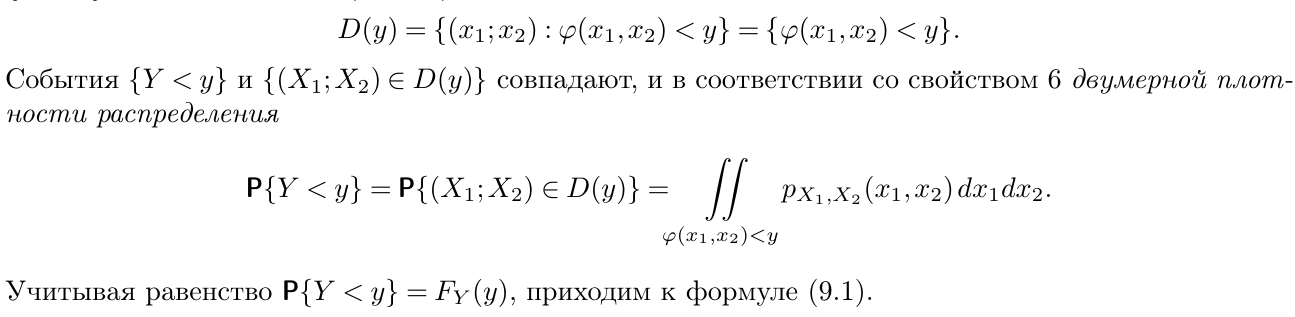 D(y) = {(x₁; x₂) : φ(x₁, x₂) < y} = {φ(x₁, x₂) < y}.
События {Y < y} и {(X₁; X₂) ∈ D(y)} совпадают, и в соответствии со свойством 6 двумерной плот-
ности распределения
P{Y < y} = P{(X₁; X₂) ∈ D(y)} = ∬ p_{X₁,X₂}(x₁, x₂) dx₁dx₂.
φ(x₁,x₂)<y
Учитывая равенство P{Y < y} = F_Y(y), приходим к формуле (9.1).